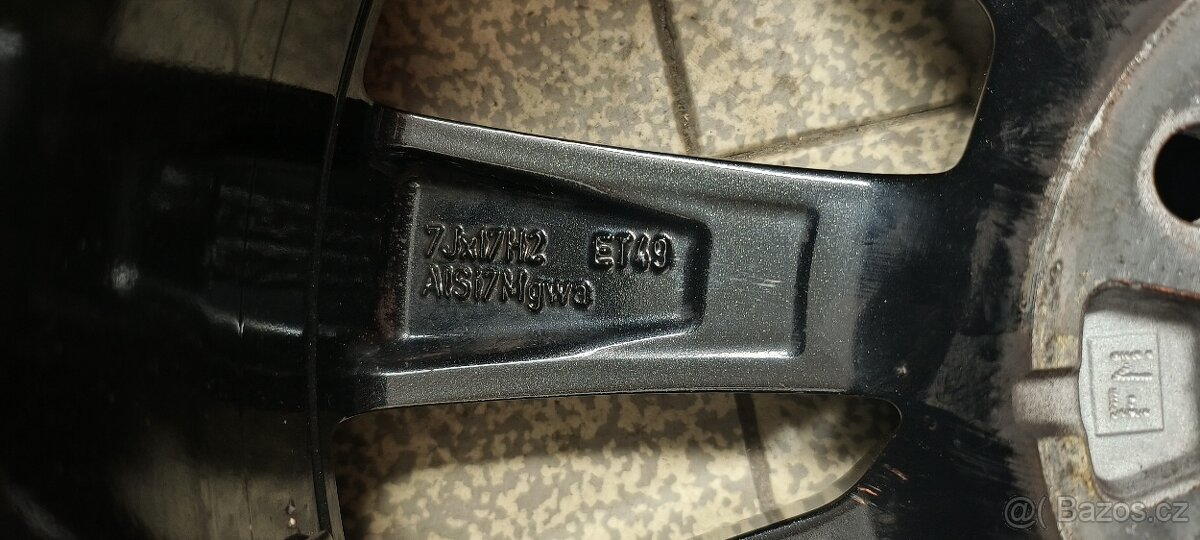 7Jx17H2 ET49
AlSi7Mgwa
@ Bazos.cz